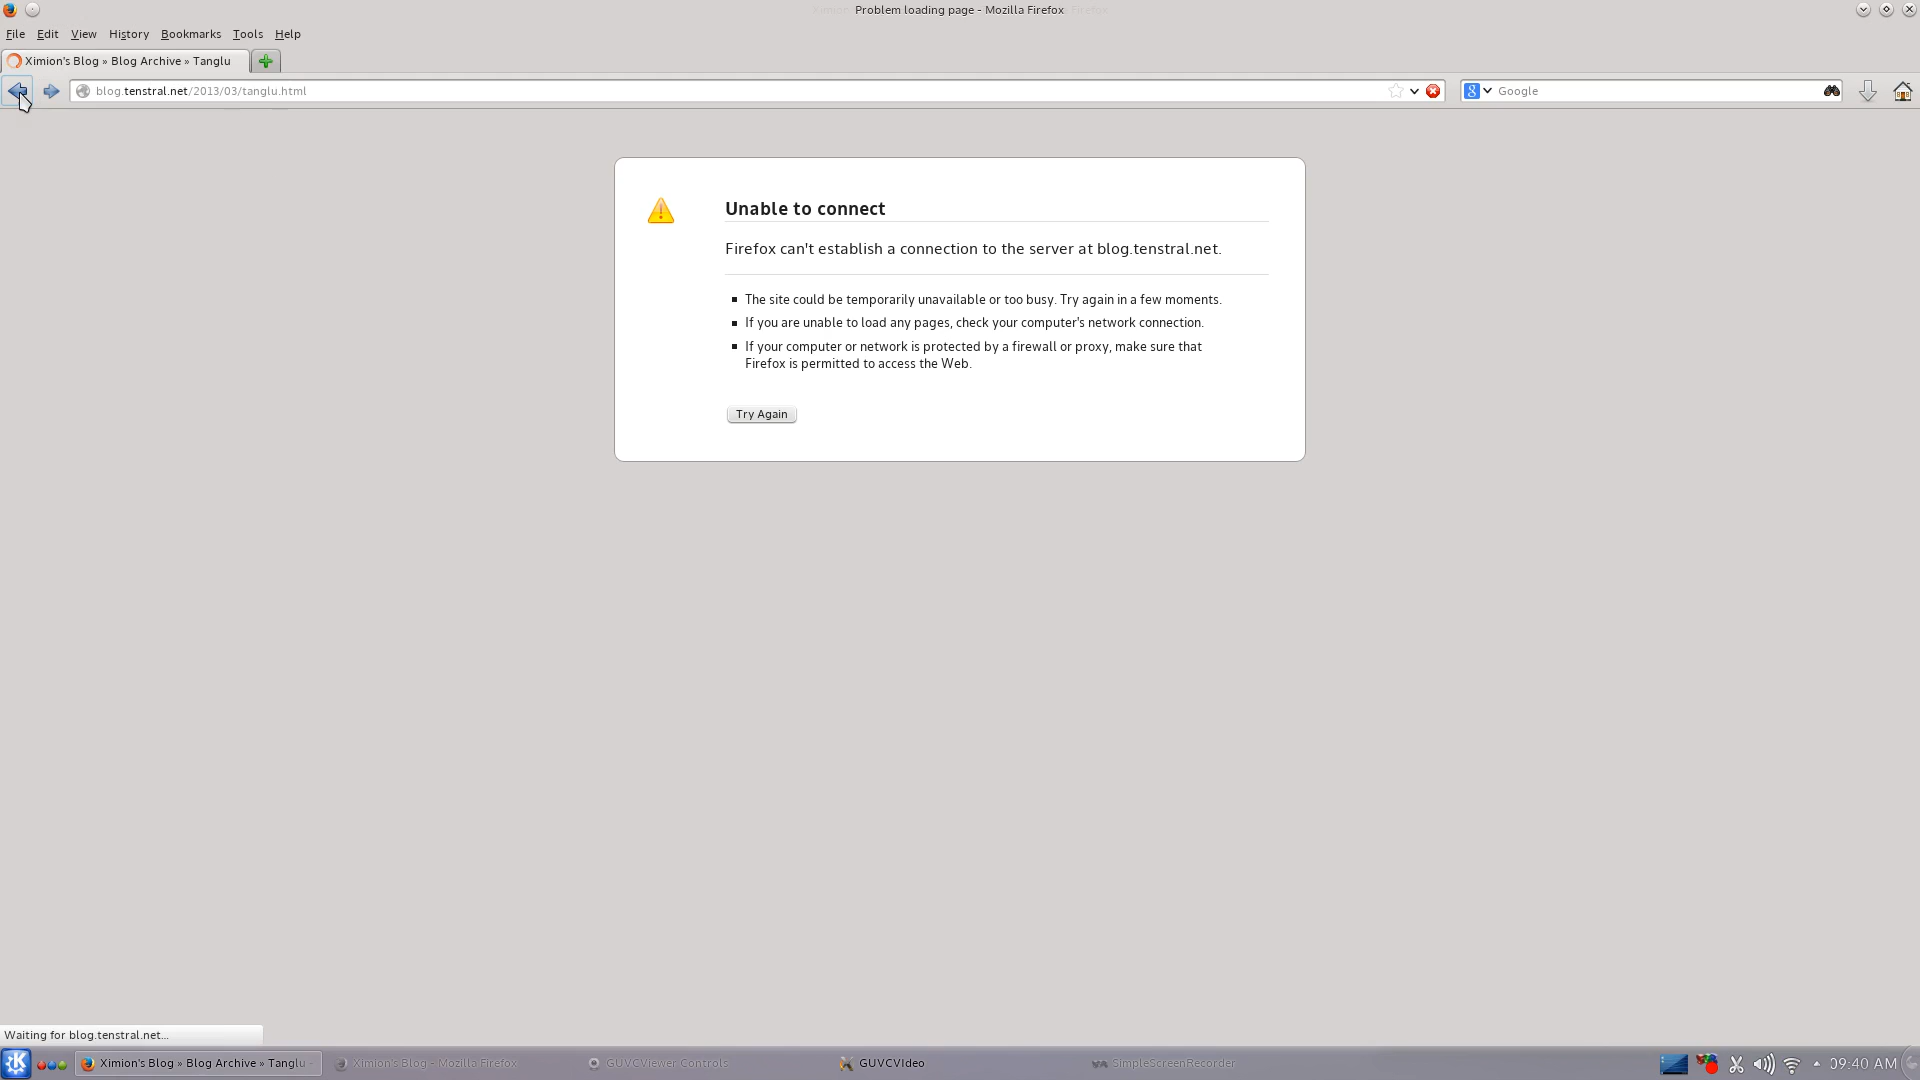 Problem loading page - Mozilla Firefox
File Edit View History Bookmarks Tools Help
Ximion's Blog » Blog Archive » Tanglu
blog.tenstral.net/2013/03/tanglu.html
8 Google
Unable to connect
Firefox can't establish a connection to the server at blog.tenstral.net.
The site could be temporarily unavailable or too busy. Try again in a few moments.
If you are unable to load any pages, check your computer's network connection.
If your computer or network is protected by a firewall or proxy, make sure that
Firefox is permitted to access the Web.
Try Again
Waiting for blog.tenstral.net...
Ximion's Blog » Blog Archive » Tanglu - Ximion's Blog - Mozilla Firefox GUVCViewer Controls GUVCVideo SimpleScreenRecorder 09:40 AM